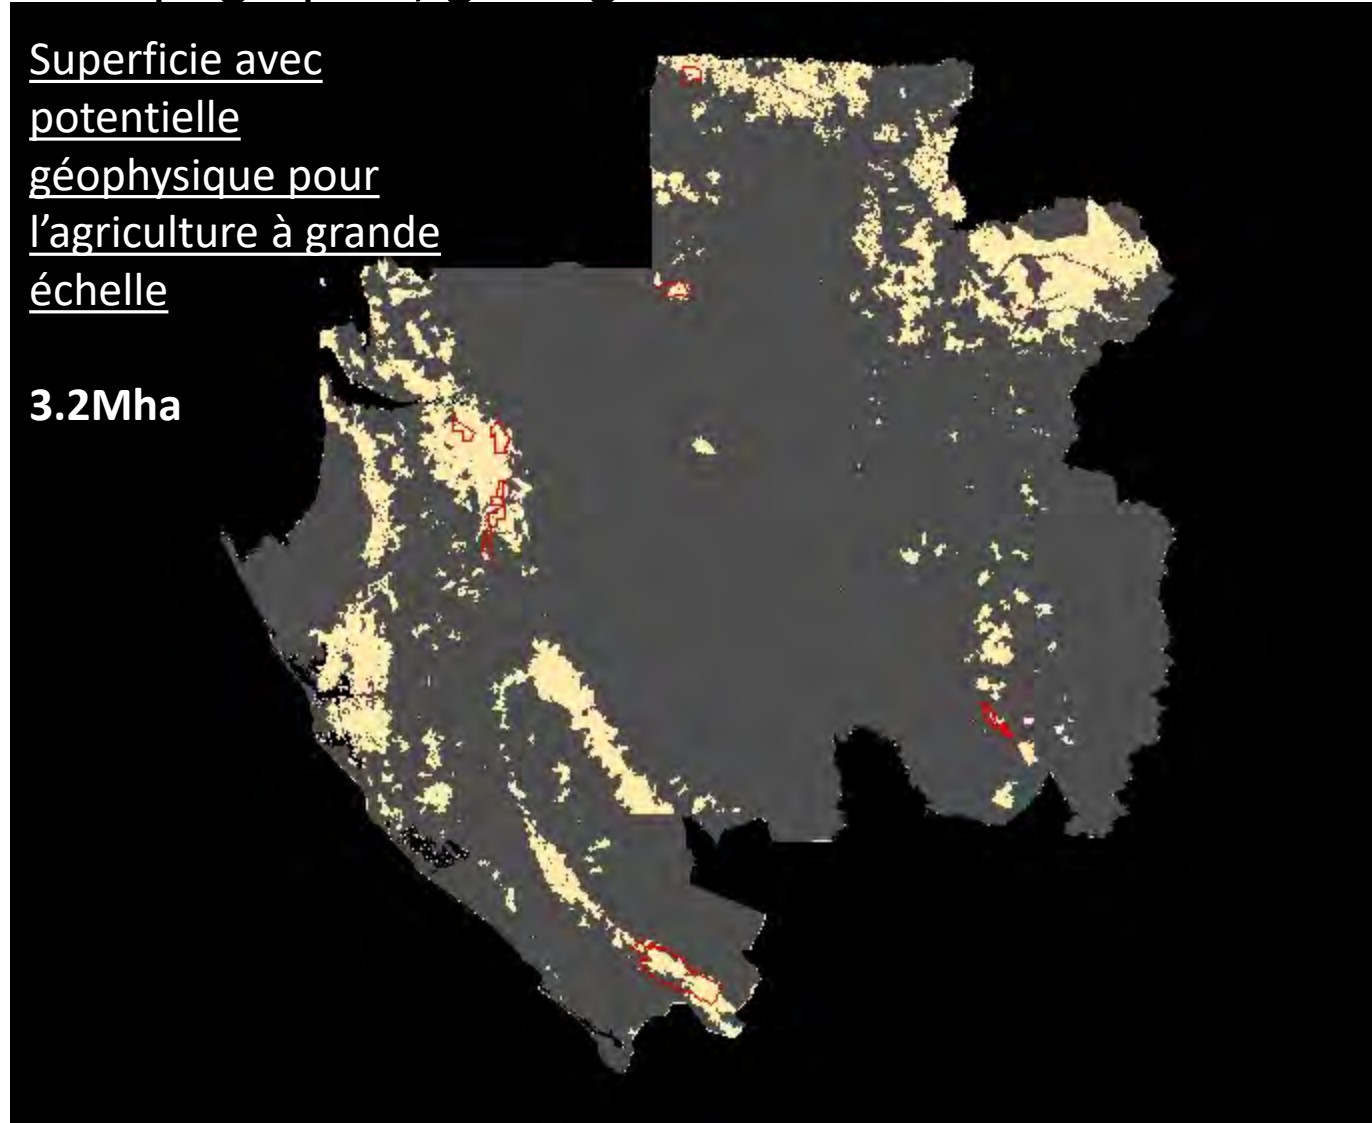 Superficie avec
potentielle
géophysique pour
l’agriculture à grande
échelle
3.2Mha